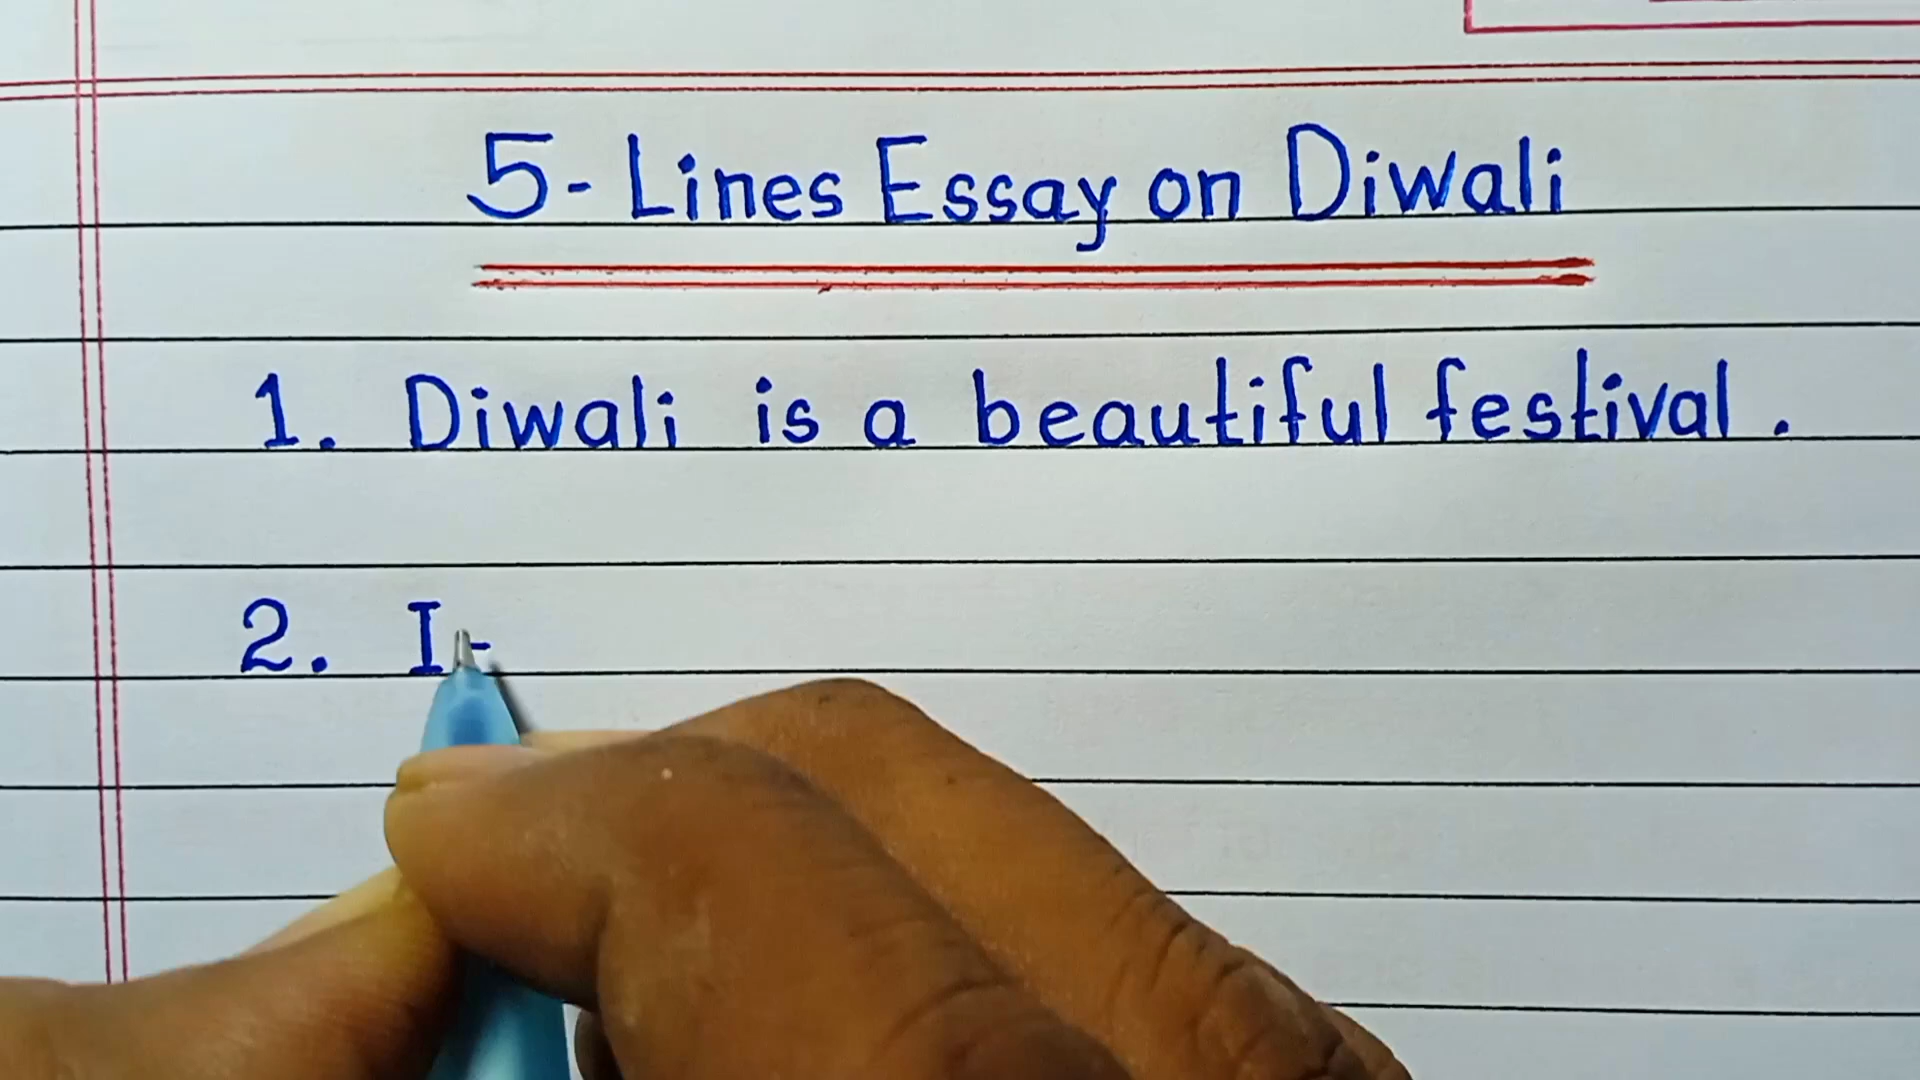 5- Lines Essay on Diwali
1. Diwali is a beautiful festival.
2. I